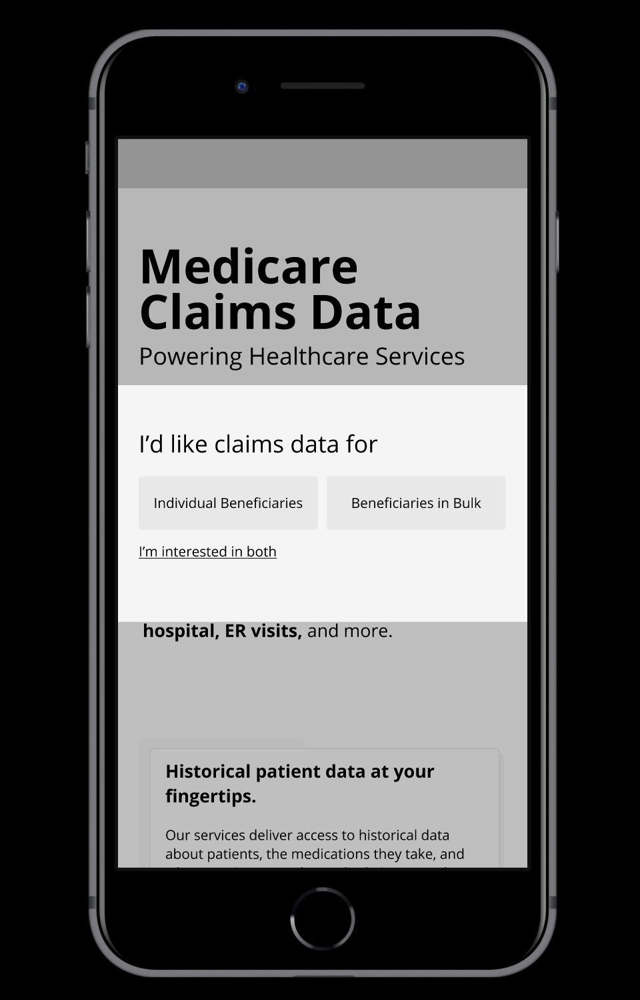 Medicare
Claims Data
Powering Healthcare Services
I’d like claims data for
Individual Beneficiaries
Beneficiaries in Bulk
I’m interested in both
hospital, ER visits, and more.
Historical patient data at your
fingertips.
Our services deliver access to historical data
about patients, the medications they take, and